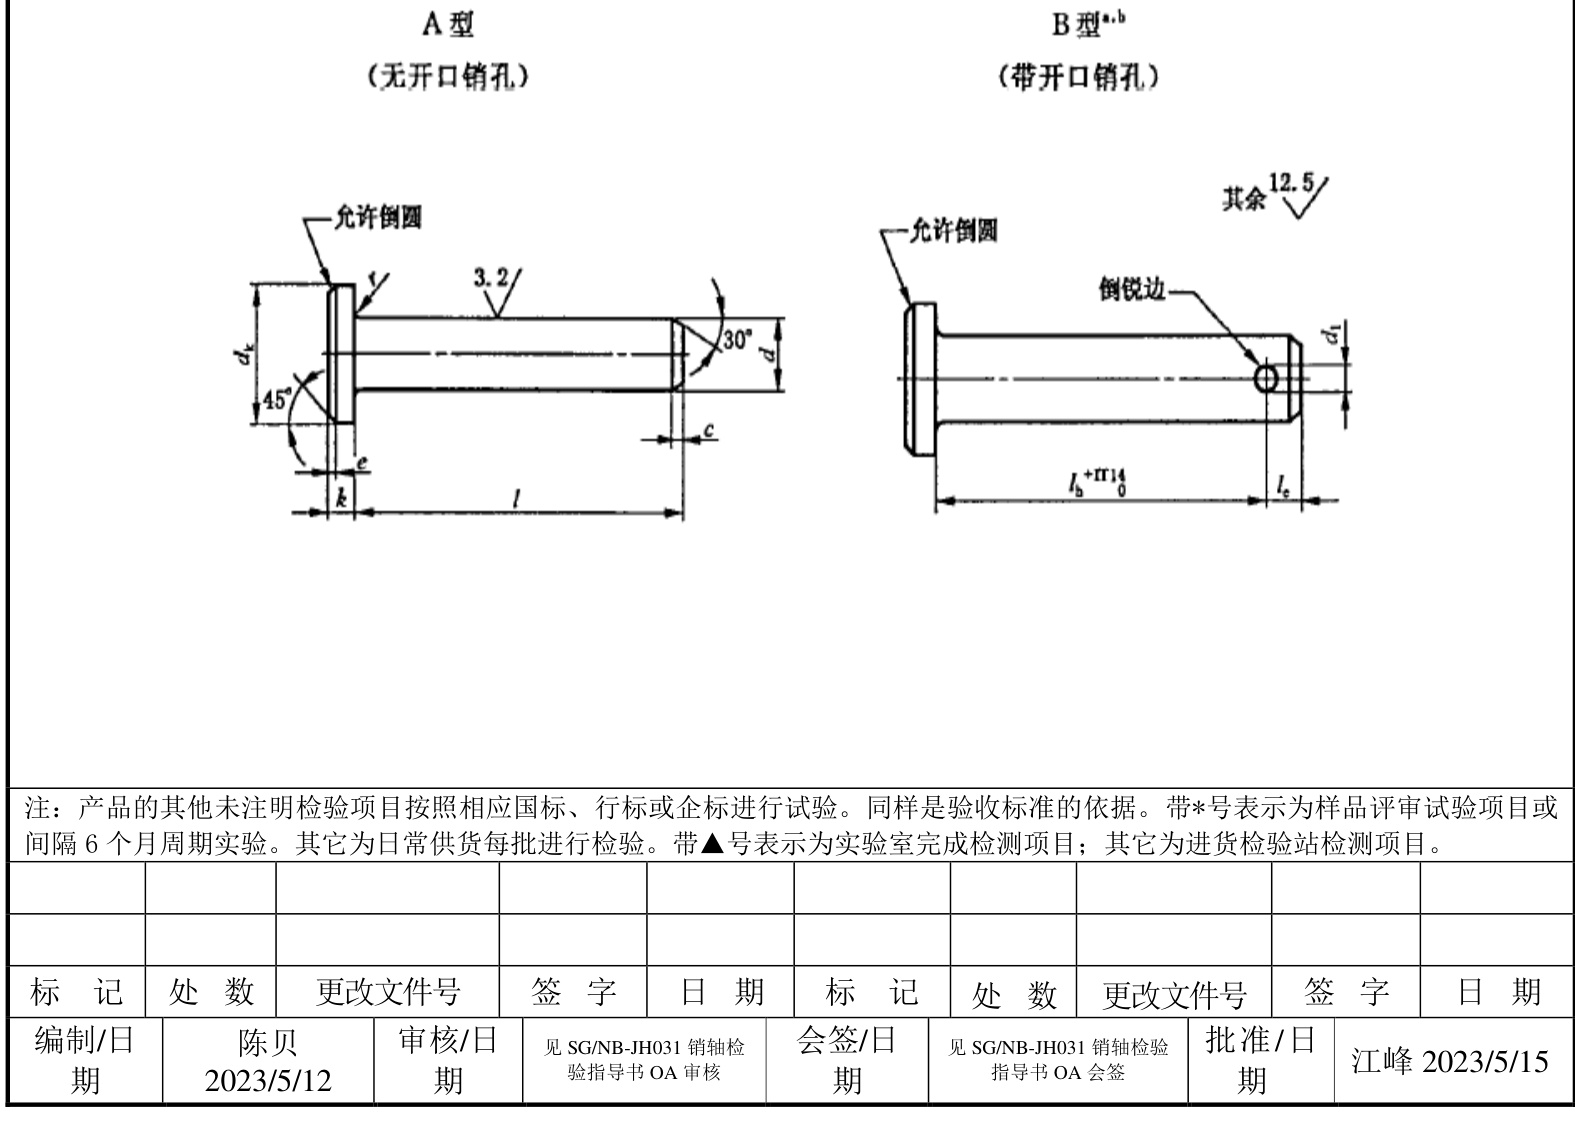 A 型
B 型a,b
（无开口销孔）
（带开口销孔）
其余 12.5
允许倒圆
允许倒圆
r
3.2
倒锐边
30°
d
dk
45°
d1
c
e
k
l
lh +IT14 0
le
注：产品的其他未注明检验项目按照相应国标、行标或企标进行试验。同样是验收标准的依据。带*号表示为样品评审试验项目或
间隔 6 个月周期实验。其它为日常供货每批进行检验。带▲号表示为实验室完成检测项目；其它为进货检验站检测项目。
标 记 处 数 更改文件号 签 字 日 期 标 记 处 数 更改文件号 签 字 日 期
编制/日期
陈贝 2023/5/12
审核/日期
见 SG/NB-JH031 销轴检
验指导书 OA 审核
会签/日期
见 SG/NB-JH031 销轴检验
指导书 OA 会签
批准/日期
江峰 2023/5/15